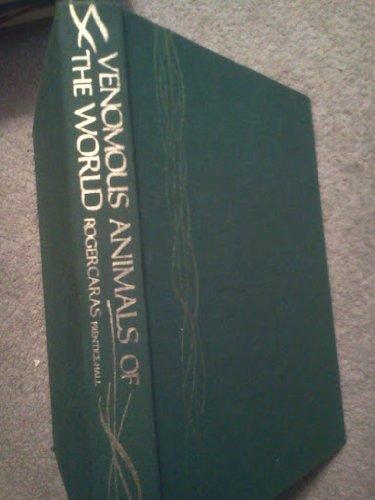 VENOMOUS ANIMALS OF
THE WORLD ROGER CARAS PRENTICE-HALL